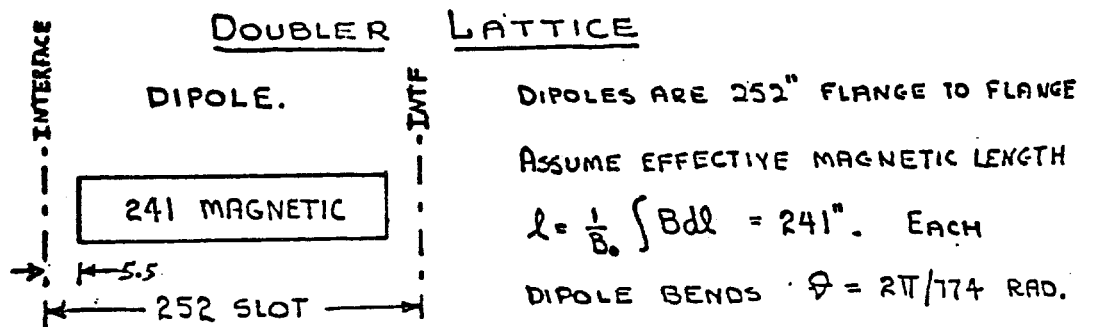 DOUBLER LATTICE
INTERFACE
DIPOLE.
INTF
241 MAGNETIC
5.5
252 SLOT
DIPOLES ARE 252" FLANGE TO FLANGE
ASSUME EFFECTIVE MAGNETIC LENGTH
l = 1/B₀ ∫ Bdl = 241". EACH
DIPOLE BENDS θ = 2π/774 RAD.